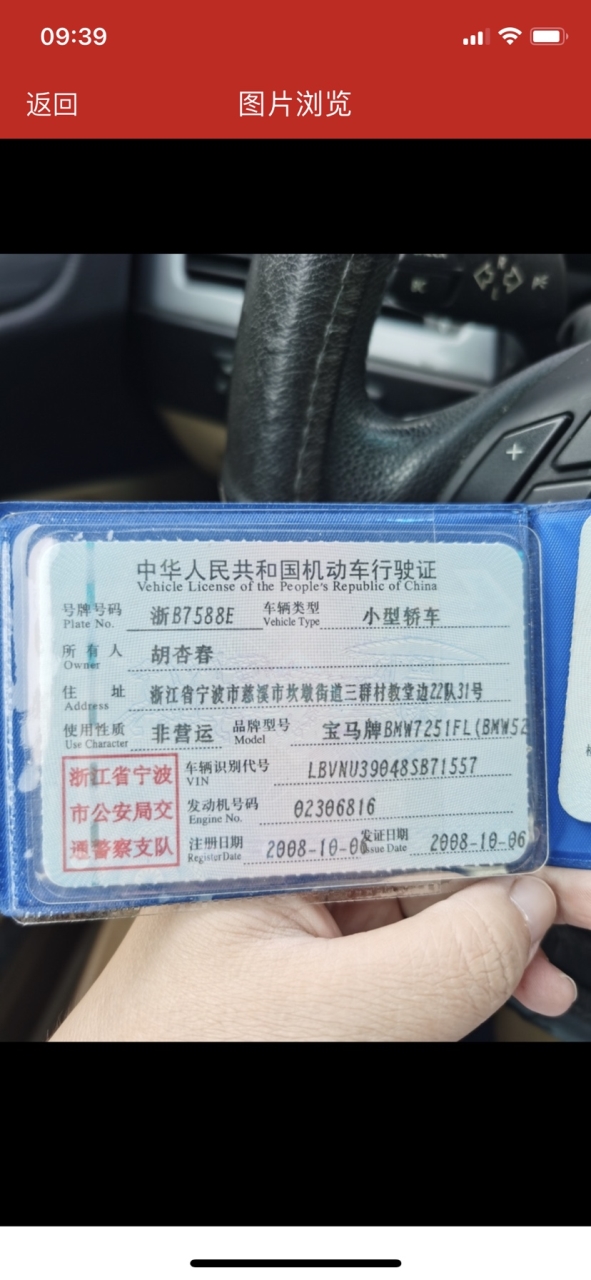 09:39
返回 图片浏览
中华人民共和国机动车行驶证
Vehicle License of the People's Republic of China
号牌号码 浙B7588E 车辆类型 小型轿车
Plate No. Vehicle Type
所有人 胡杏春
Owner
住址 浙江省宁波市慈溪市坎墩街道三群村教堂边22队31号
Address
使用性质 非营运 品牌型号 宝马牌BMW7251FL(BMW52
Use Character Model
浙江省宁波
市公安局交
通警察支队
车辆识别代号 LBVNU39048SB71557
VIN
发动机号码 02306816
Engine No.
注册日期 2008-10-06 发证日期 2008-10-06
Register Date Issue Date